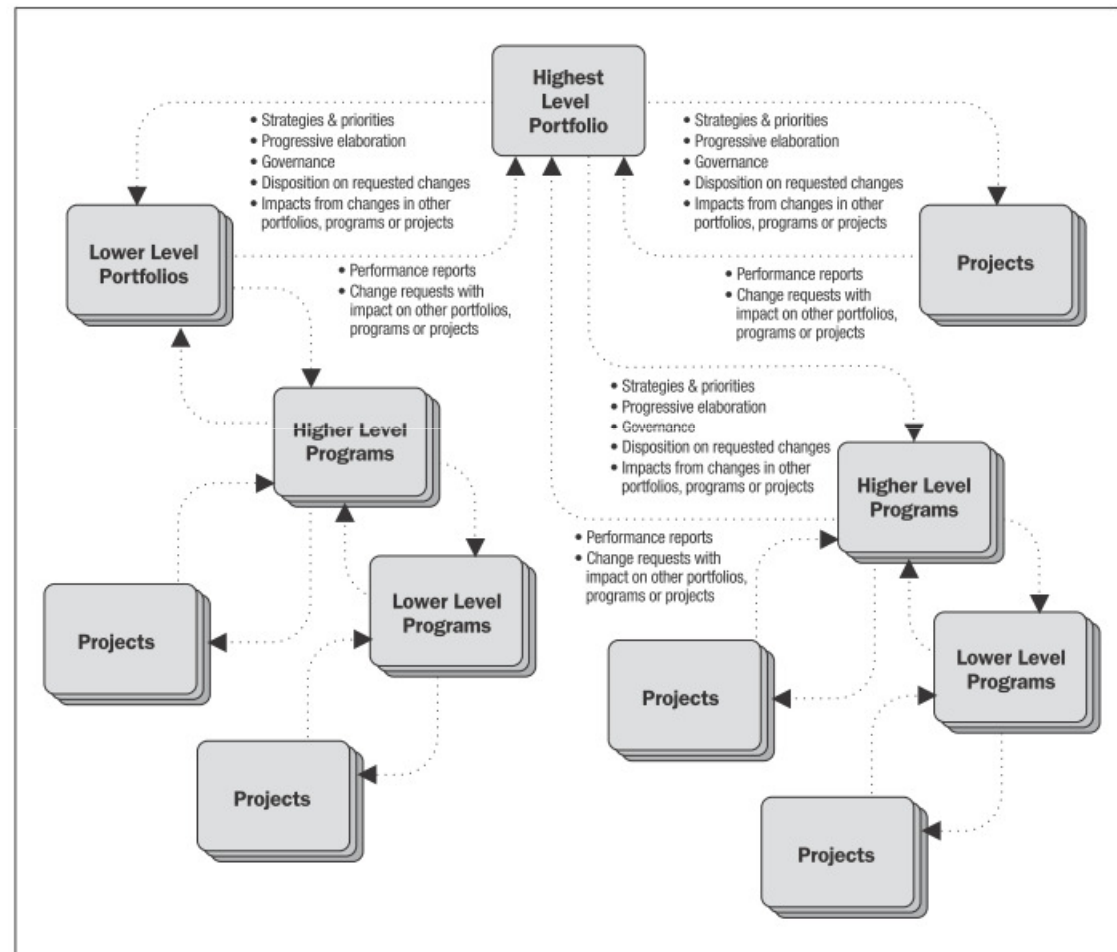 Highest
Level
Portfolio
• Strategies & priorities
• Progressive elaboration
• Governance
• Disposition on requested changes
• Impacts from changes in other
portfolios, programs or projects
• Strategies & priorities
• Progressive elaboration
• Governance
• Disposition on requested changes
• Impacts from changes in other
portfolios, programs or projects
Lower Level
Portfolios
Projects
• Performance reports
• Change requests with
impact on other portfolios,
programs or projects
• Performance reports
• Change requests with
impact on other portfolios,
programs or projects
• Strategies & priorities
• Progressive elaboration
• Governance
• Disposition on requested changes
• Impacts from changes in other
portfolios, programs or projects
Higher Level
Programs
Higher Level
Programs
• Performance reports
• Change requests with
impact on other portfolios,
programs or projects
Projects
Lower Level
Programs
Projects
Lower Level
Programs
Projects
Projects